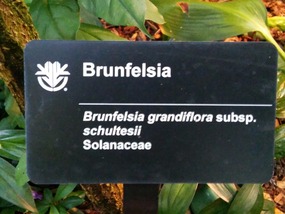 Brunfelsia
Brunfelsia grandiflora subsp.
schultesii
Solanaceae